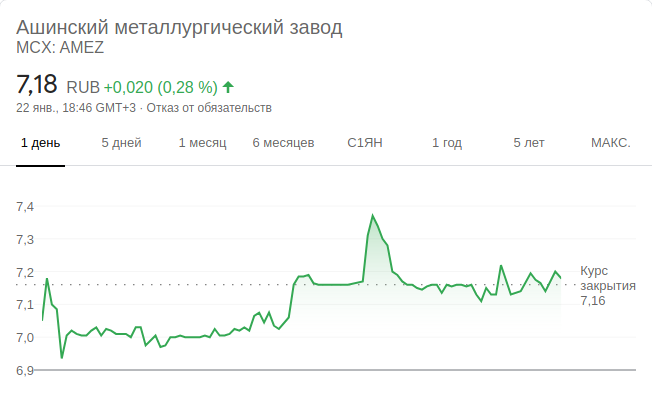 Ашинский металлургический завод
MCX: AMEZ
7,18 RUB +0,020 (0,28 %)
22 янв., 18:46 GMT+3 · Отказ от обязательств
1 день 5 дней 1 месяц 6 месяцев С1ЯН 1 год 5 лет МАКС.
7,4
7,3
7,2
7,1
7,0
6,9
Курс
закрытия
7,16